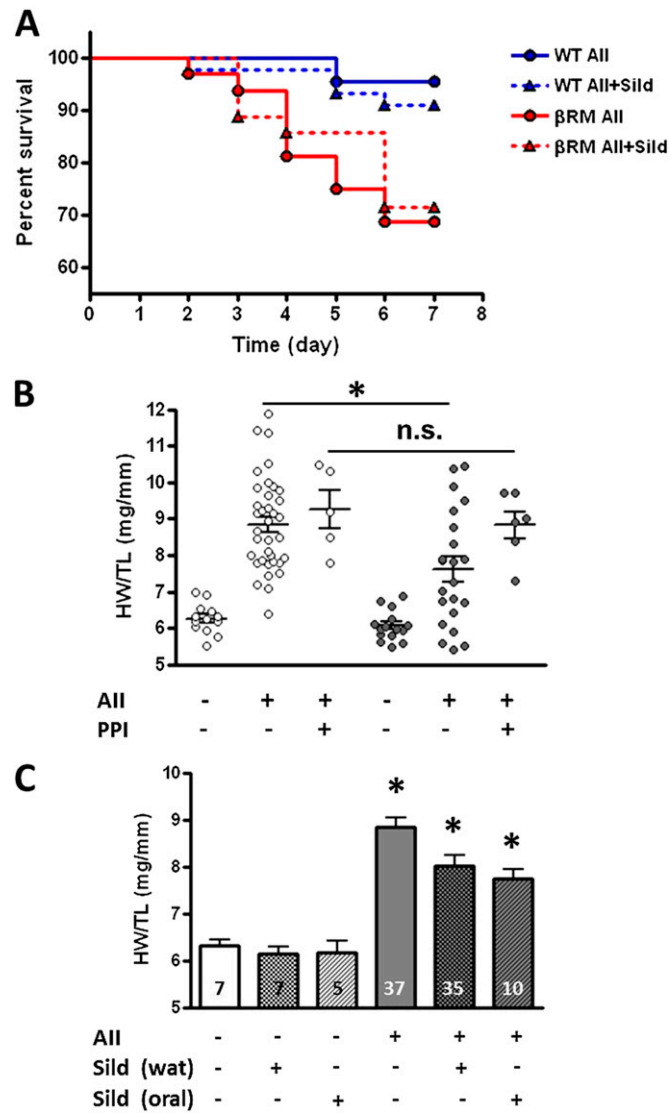 A
100
90
80
70
60
Percent survival
0 1 2 3 4 5 6 7 8
Time (day)
WT AII
WT AII+Sild
βRM AII
βRM AII+Sild
B
*
n.s.
12
11
10
9
8
7
6
5
HW/TL (mg/mm)
AII - + + - + +
PPI - - + - - +
C
10
9
8
7
6
5
HW/TL (mg/mm)
* * *
7 7 5 37 35 10
AII - - - + + +
Sild (wat) - + - - + -
Sild (oral) - - + - - +